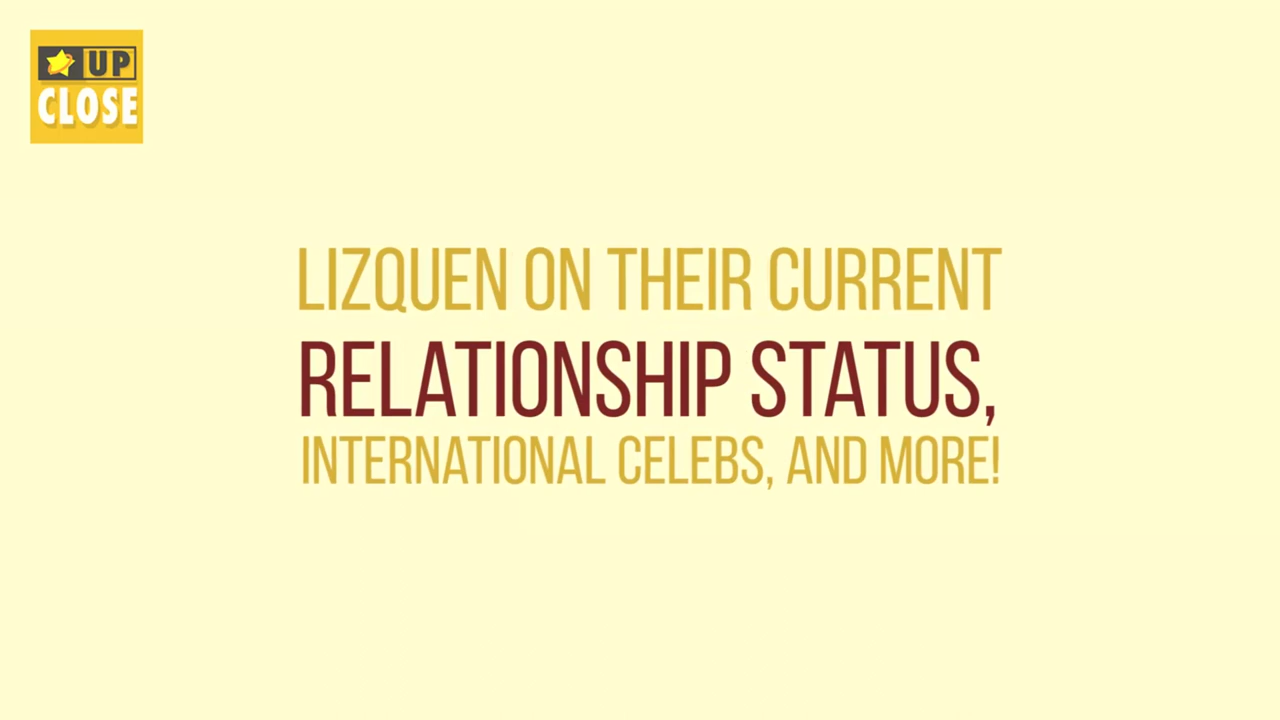 UP
CLOSE
LIZQUEN ON THEIR CURRENT
RELATIONSHIP STATUS,
INTERNATIONAL CELEBS, AND MORE!